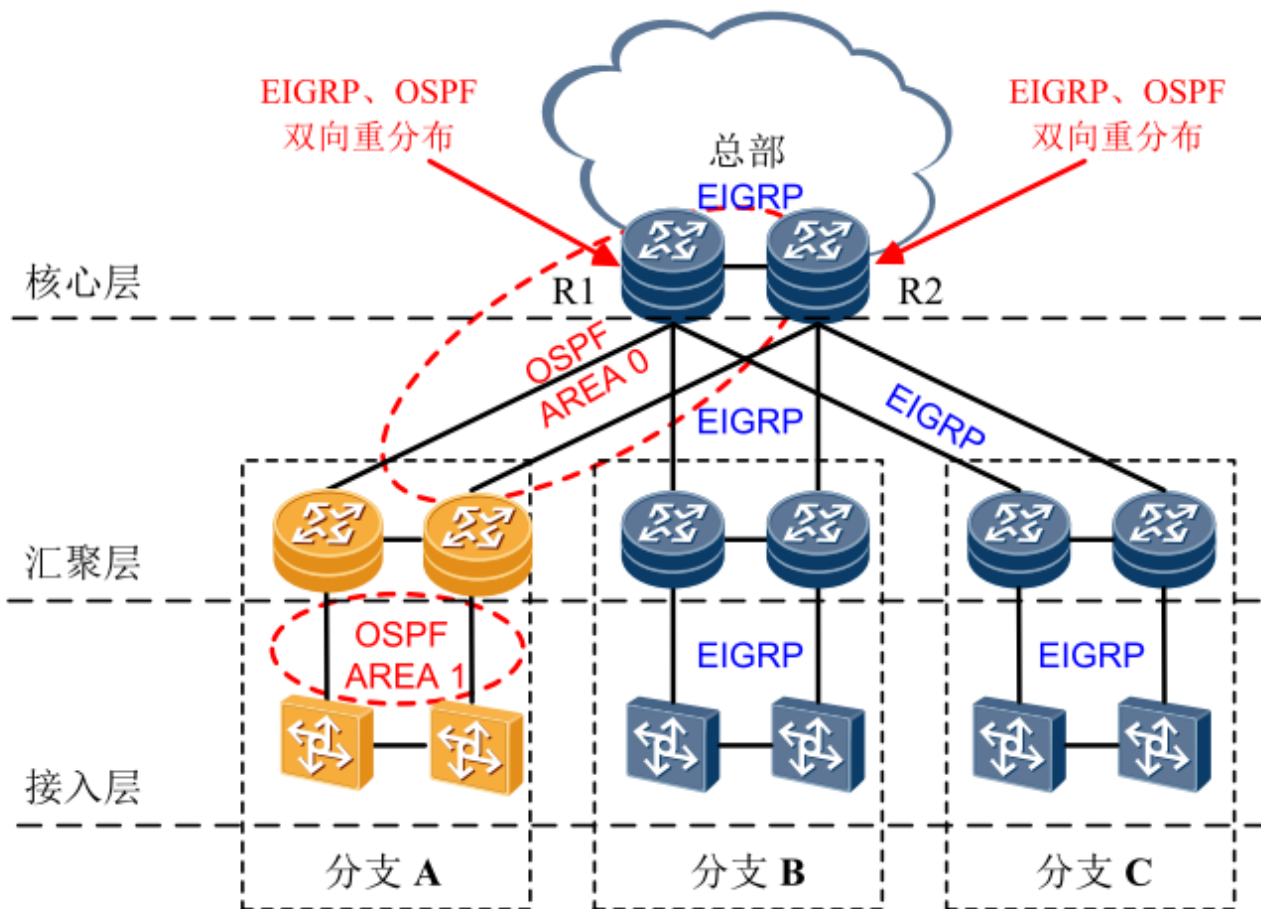 EIGRP、OSPF
双向重分布
EIGRP、OSPF
双向重分布
总部
EIGRP
R1
R2
核心层
OSPF
AREA 0
EIGRP
EIGRP
汇聚层
OSPF
AREA 1
EIGRP
EIGRP
接入层
分支 A
分支 B
分支 C